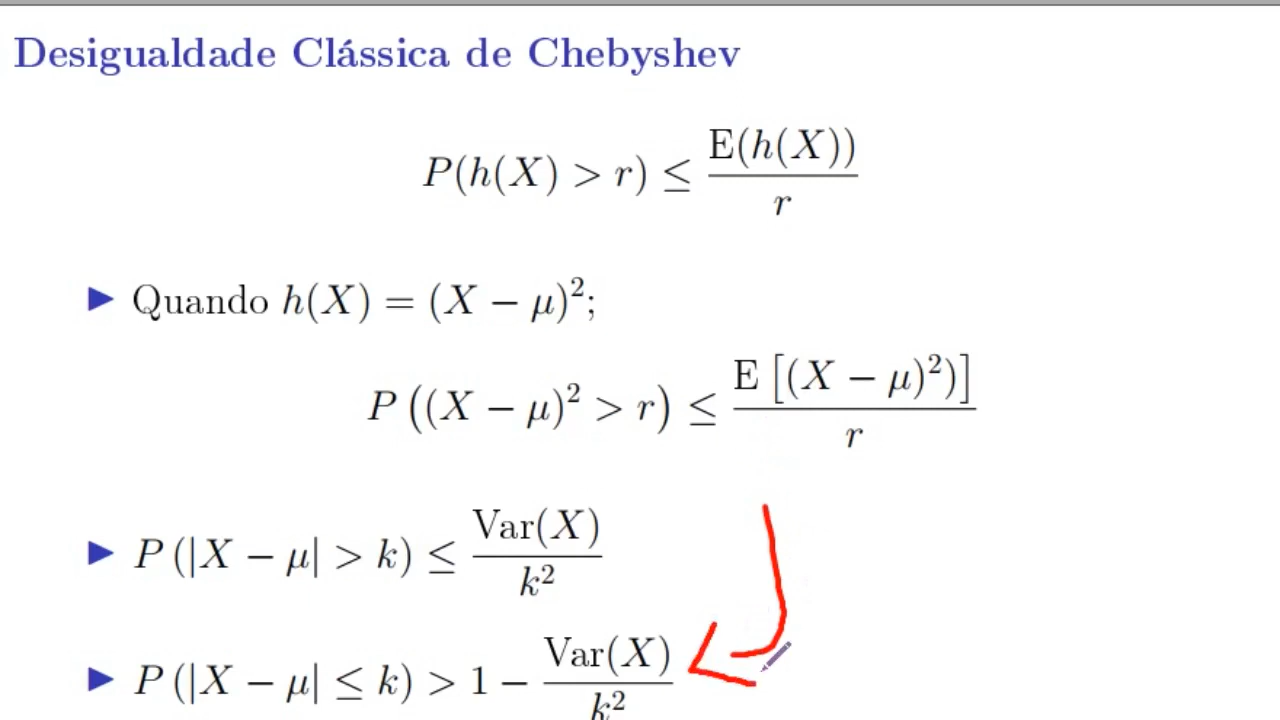 Desigualdade Clássica de Chebyshev
P(h(X) > r) ≤ E(h(X)) / r
▶ Quando h(X) = (X − μ)²;
P ((X − μ)² > r) ≤ E [(X − μ)²)] / r
▶ P (|X − μ| > k) ≤ Var(X) / k²
▶ P (|X − μ| ≤ k) > 1 − Var(X) / k²